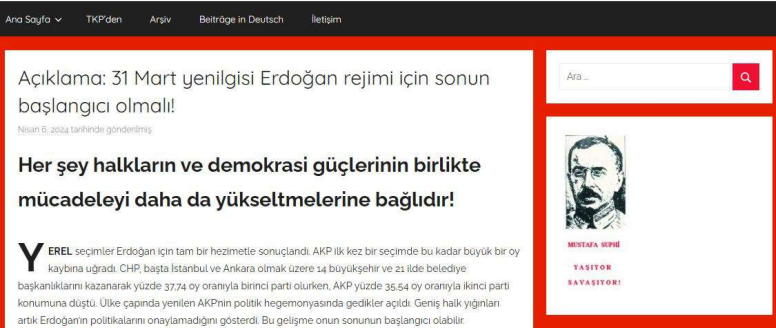 Ana Sayfa
TKP'den
Arşiv
Beiträge in Deutsch
İletişim
Açıklama: 31 Mart yenilgisi Erdoğan rejimi için sonun
başlangıcı olmalı!
Nisan 6, 2024 tarihinde gönderilmiş
Her şey halkların ve demokrasi güçlerinin birlikte
mücadeleyi daha da yükseltmelerine bağlıdır!
YEREL seçimler Erdoğan için tam bir hezimetle sonuçlandı. AKP ilk kez bir seçimde bu kadar büyük bir oy
kaybına uğradı. CHP, başta İstanbul ve Ankara olmak üzere 14 büyükşehir ve 21 ilde belediye
başkanlıklarını kazanarak yüzde 37,74 oy oranıyla birinci parti olurken, AKP yüzde 35,54 oy oranıyla ikinci parti
konumuna düştü. Ülke çapında yenilen AKP'nin politik hegemonyasında gedikler açıldı. Geniş halk yığınları
artık Erdoğan'ın politikalarını onaylamadığını gösterdi. Bu gelişme onun sonunun başlangıcı olabilir.
Ara …
MUSTAFA SUPHİ
YAŞIYOR
SAVAŞIYOR!